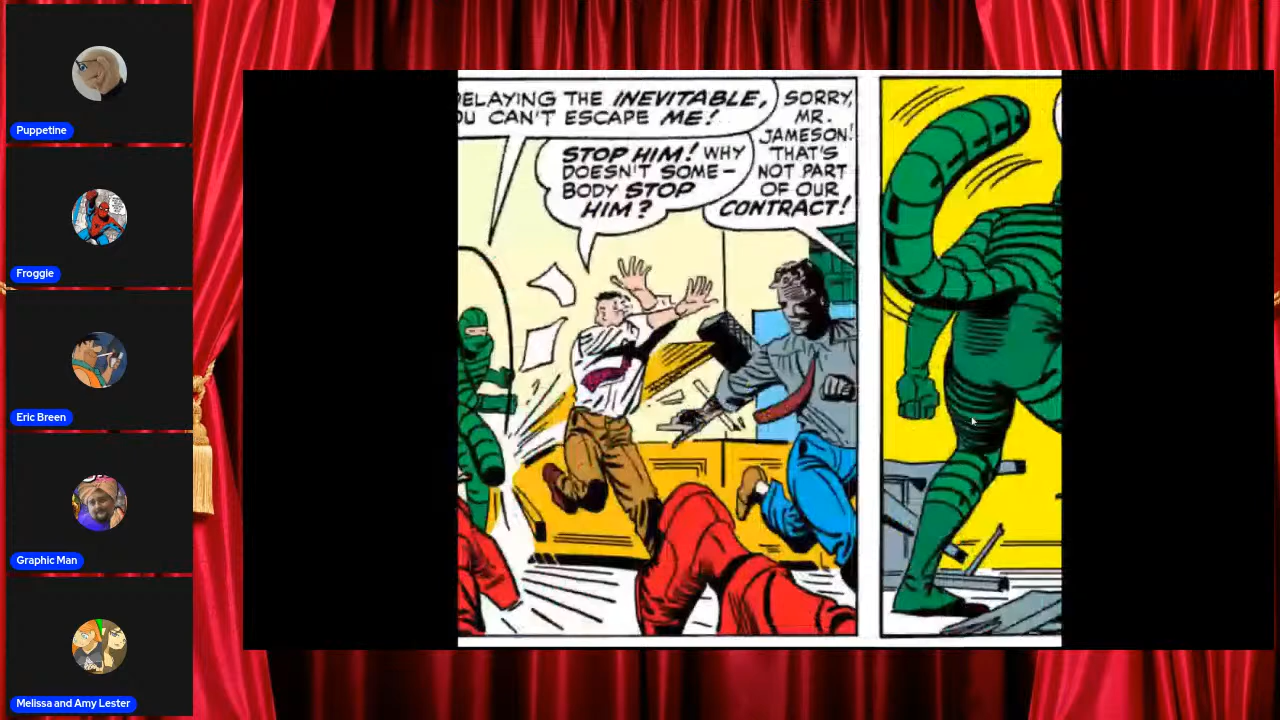 Puppetine
Froggie
Eric Breen
Graphic Man
Melissa and Amy Lester
ELAYING THE INEVITABLE,
U CAN'T ESCAPE ME!
STOP HIM! WHY
DOESN'T SOME-
BODY STOP
HIM?
SORRY,
MR.
JAMESON!
THAT'S
NOT PART
OF OUR
CONTRACT!